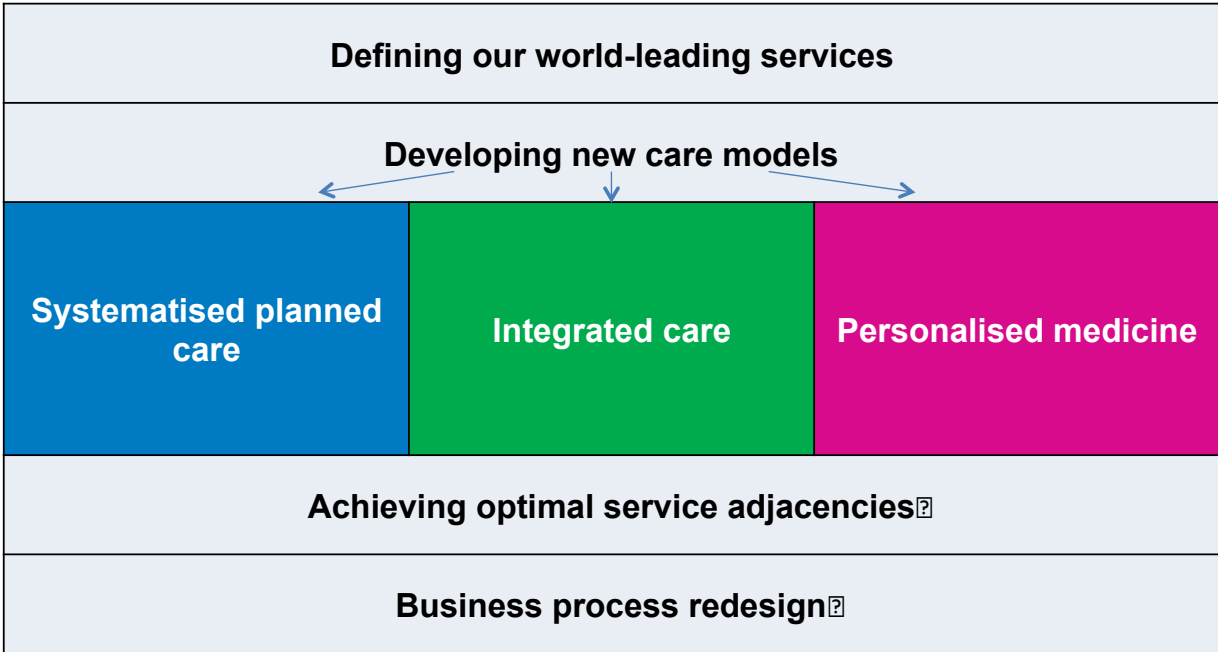 Defining our world-leading services
Developing new care models
Systematised planned
care
Integrated care
Personalised medicine
Achieving optimal service adjacencies⍰
Business process redesign⍰